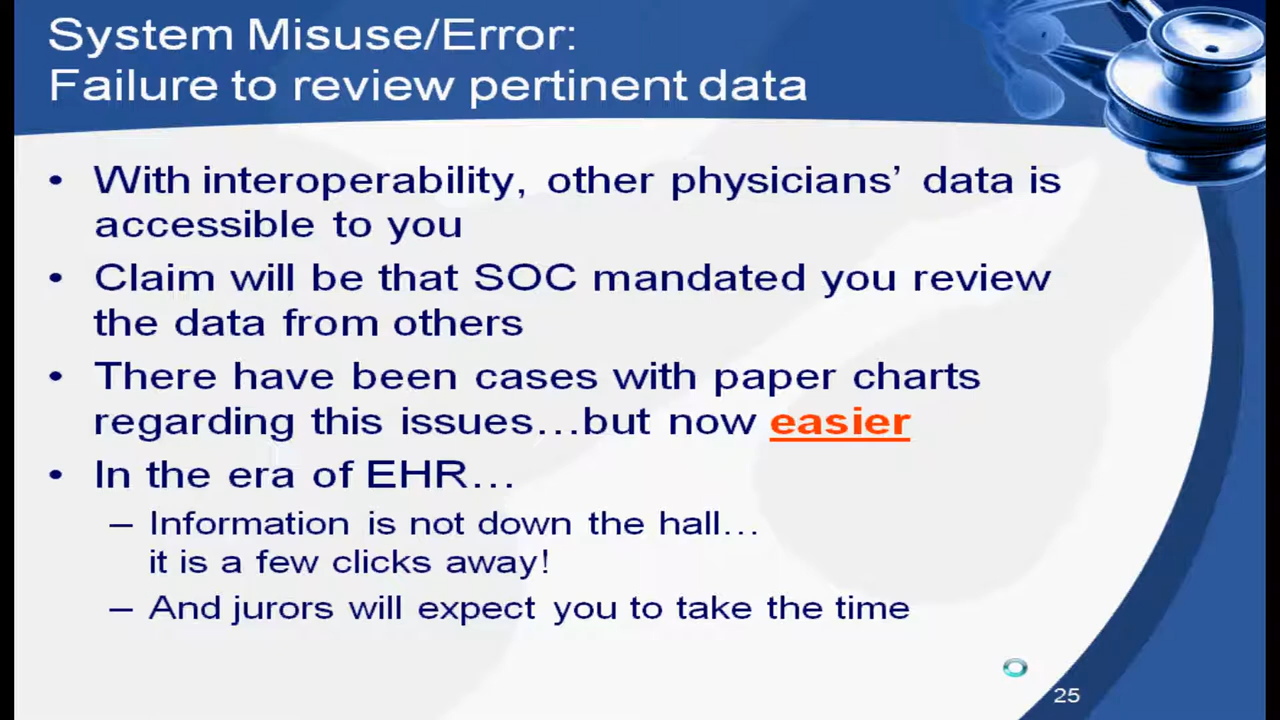 System Misuse/Error:
Failure to review pertinent data
• With interoperability, other physicians’ data is
accessible to you
• Claim will be that SOC mandated you review
the data from others
• There have been cases with paper charts
regarding this issues…but now easier
• In the era of EHR…
– Information is not down the hall…
it is a few clicks away!
– And jurors will expect you to take the time
25